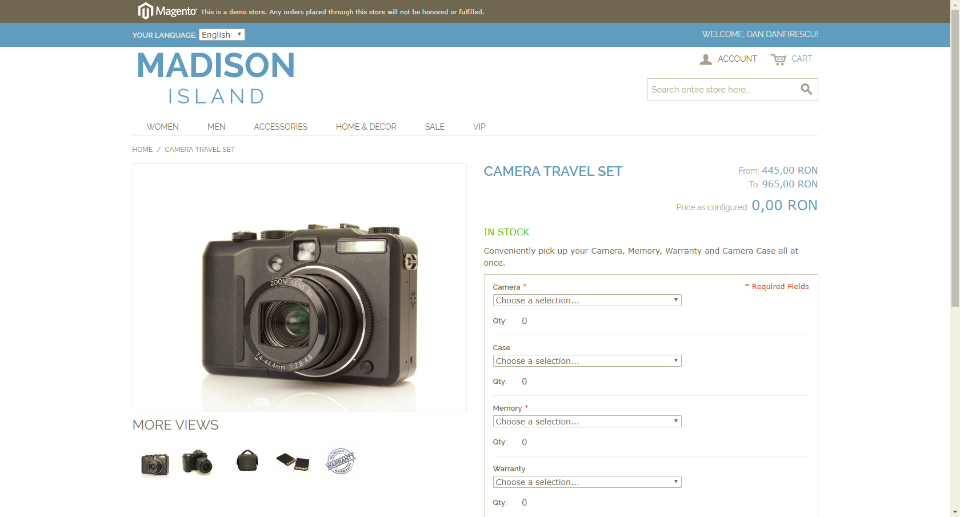 Magento This is a demo store. Any orders placed through this store will not be honored or fulfilled.
YOUR LANGUAGE: English
WELCOME, DAN DANFIRESCU!
MADISON
ISLAND
ACCOUNT CART
Search entire store here...
WOMEN MEN ACCESSORIES HOME & DECOR SALE VIP
HOME / CAMERA TRAVEL SET
CAMERA TRAVEL SET
From: 445,00 RON
To: 965,00 RON
Price as configured: 0,00 RON
IN STOCK
Conveniently pick up your Camera, Memory, Warranty and Camera Case all at
once.
Camera *
* Required Fields
Choose a selection...
Qty: 0
Case
Choose a selection...
Qty: 0
Memory *
Choose a selection...
Qty: 0
Warranty
Choose a selection...
Qty: 0
ZOOM LENS
MORE VIEWS
WARRANTY